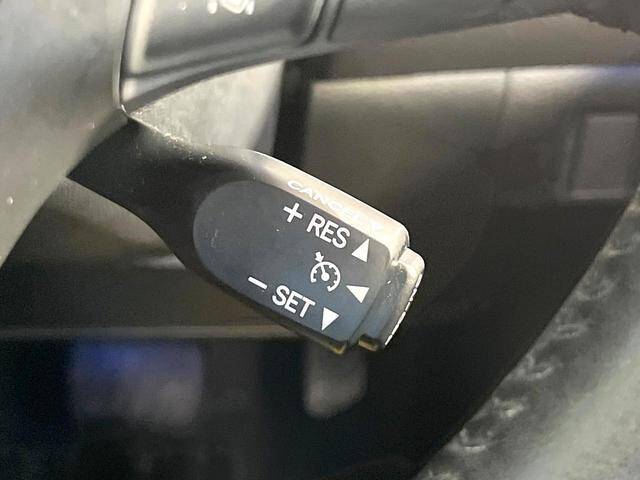 CANCEL
+ RES ▲
◀
− SET ▼